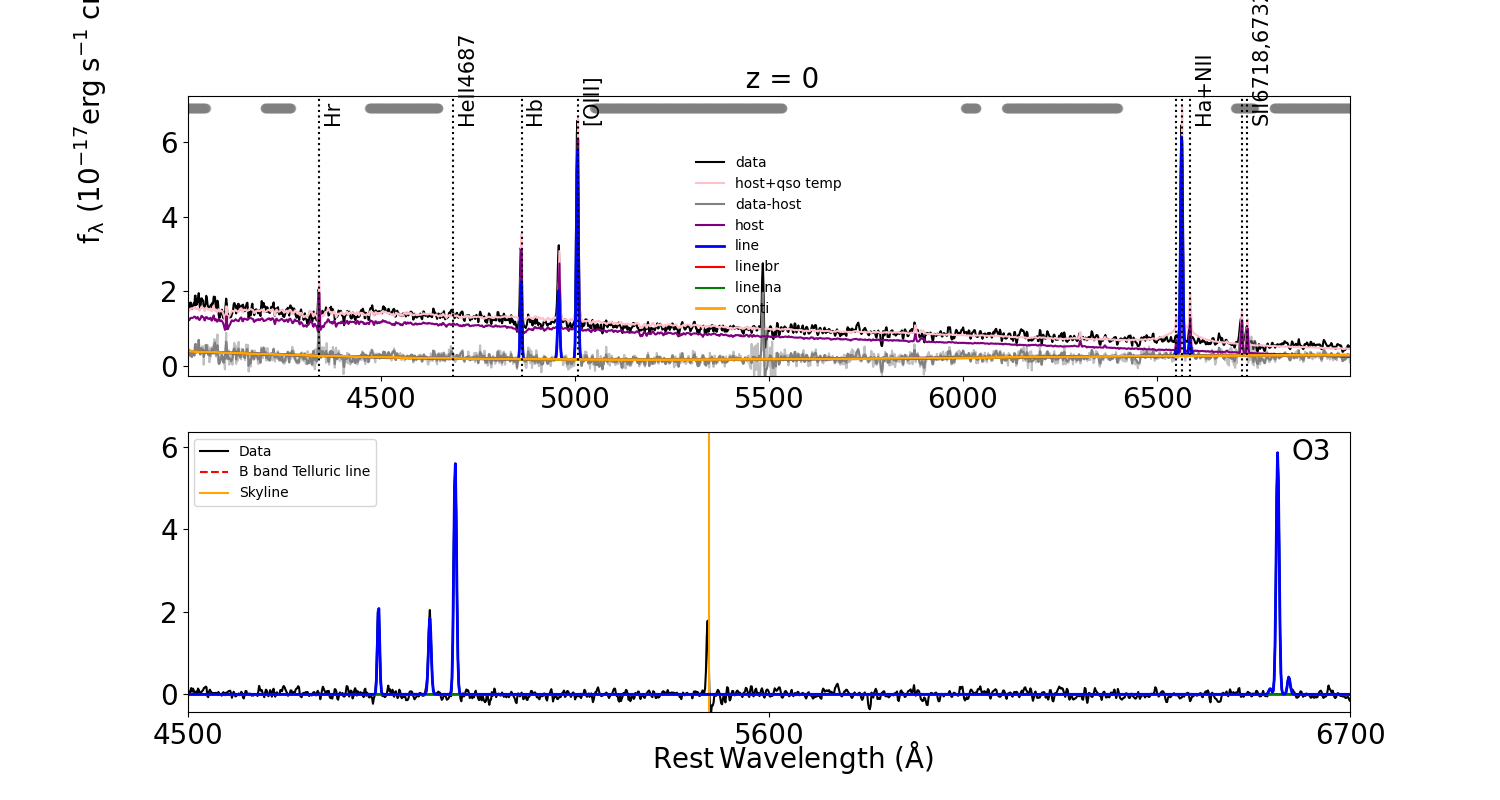 z = 0
f_λ (10^−17 erg s^−1 c
Hr
HeII4687
Hb
[OIII]
Ha+NII
SII6718,673
6
4
2
0
data
host+qso temp
data-host
host
line
line br
line na
conti
4500
5000
5500
6000
6500
6
4
2
0
Data
B band Telluric line
Skyline
O3
4500
5600
6700
Rest Wavelength (Å)